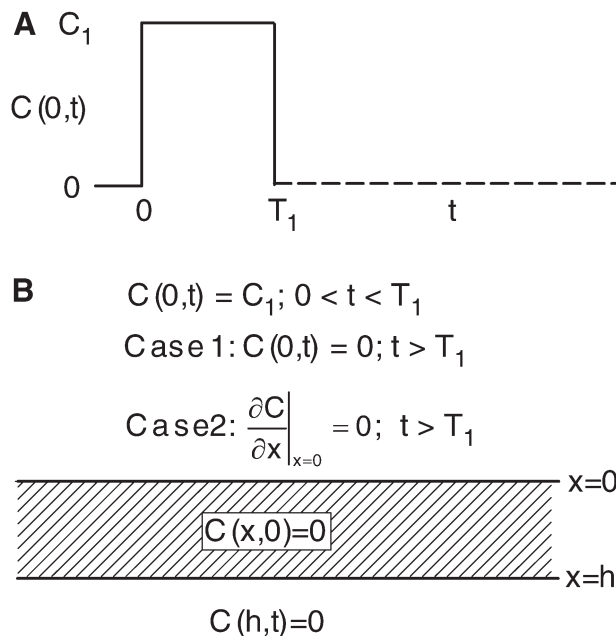 A C₁
C(0,t)
0
0 T₁ t
B
C(0,t) = C₁; 0 < t < T₁
Case 1: C(0,t) = 0; t > T₁
Case2: ∂C/∂x|ₓ₌₀ = 0; t > T₁
x=0
C(x,0)=0
x=h
C(h,t)=0